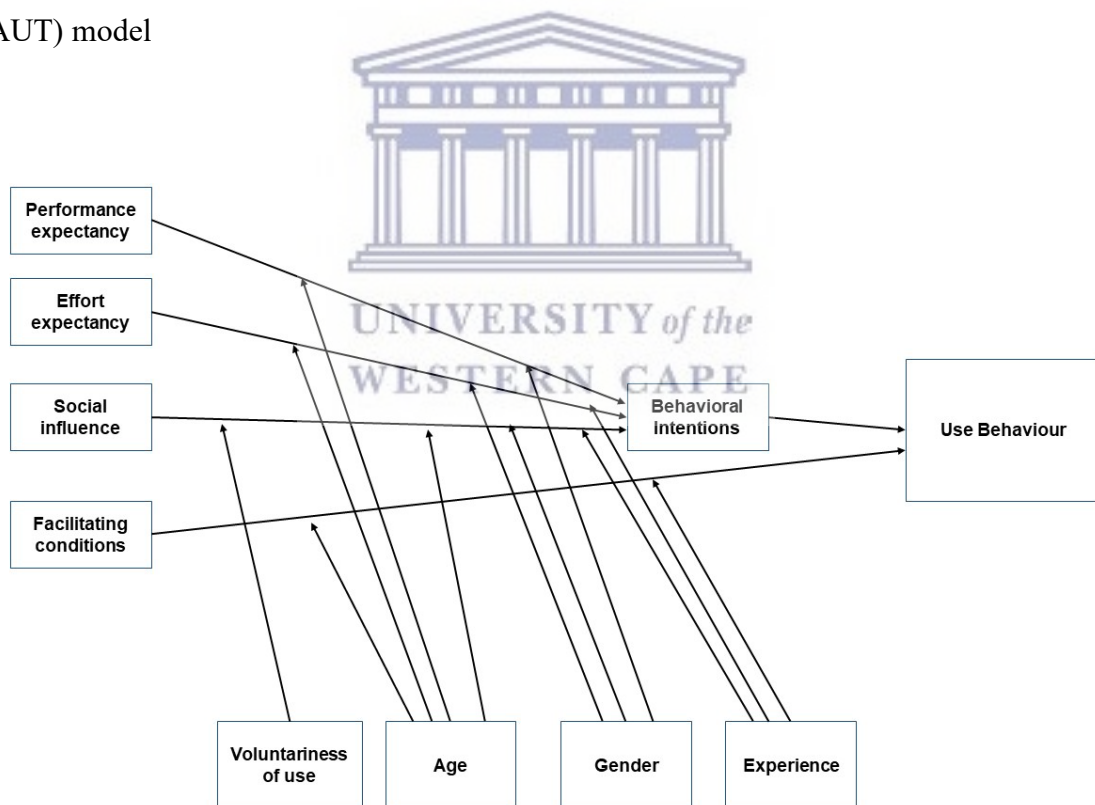 AUT) model
UNIVERSITY of the
WESTERN CAPE
Performance
expectancy
Effort
expectancy
Social
influence
Facilitating
conditions
Behavioral
intentions
Use Behaviour
Voluntariness
of use
Age
Gender
Experience